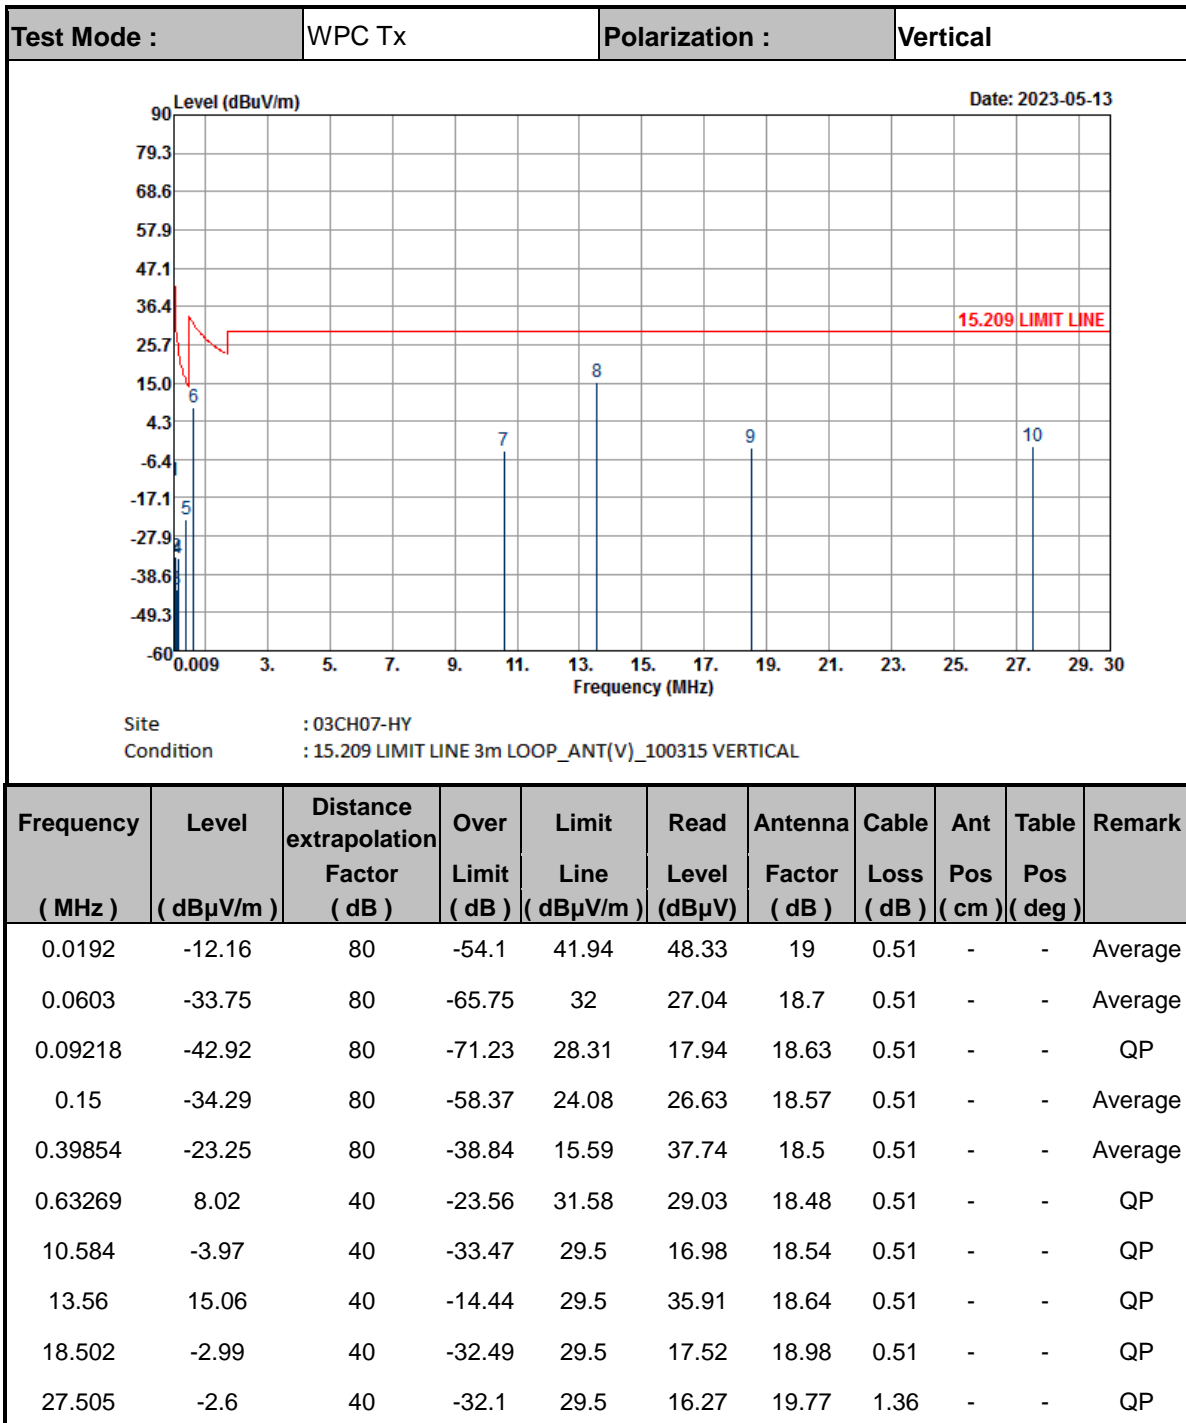 Test Mode : WPC Tx Polarization : Vertical
Level (dBuV/m) Date: 2023-05-13
90
79.3
68.6
57.9
47.1
36.4
15.209 LIMIT LINE
25.7
8
15.0
6
4.3
7 9 10
-6.4
-17.1
5
-27.9
4
-38.6
-49.3
-60
0.009 3. 5. 7. 9. 11. 13. 15. 17. 19. 21. 23. 25. 27. 29. 30
Frequency (MHz)
Site : 03CH07-HY
Condition : 15.209 LIMIT LINE 3m LOOP_ANT(V)_100315 VERTICAL
Frequency Level Distance extrapolation Over Limit Read Antenna Cable Ant Table Remark
Factor Limit Line Level Factor Loss Pos Pos
( MHz ) ( dBµV/m ) ( dB ) ( dB ) ( dBµV/m ) (dBµV) ( dB ) ( dB ) ( cm ) ( deg )
0.0192 -12.16 80 -54.1 41.94 48.33 19 0.51 - - Average
0.0603 -33.75 80 -65.75 32 27.04 18.7 0.51 - - Average
0.09218 -42.92 80 -71.23 28.31 17.94 18.63 0.51 - - QP
0.15 -34.29 80 -58.37 24.08 26.63 18.57 0.51 - - Average
0.39854 -23.25 80 -38.84 15.59 37.74 18.5 0.51 - - Average
0.63269 8.02 40 -23.56 31.58 29.03 18.48 0.51 - - QP
10.584 -3.97 40 -33.47 29.5 16.98 18.54 0.51 - - QP
13.56 15.06 40 -14.44 29.5 35.91 18.64 0.51 - - QP
18.502 -2.99 40 -32.49 29.5 17.52 18.98 0.51 - - QP
27.505 -2.6 40 -32.1 29.5 16.27 19.77 1.36 - - QP